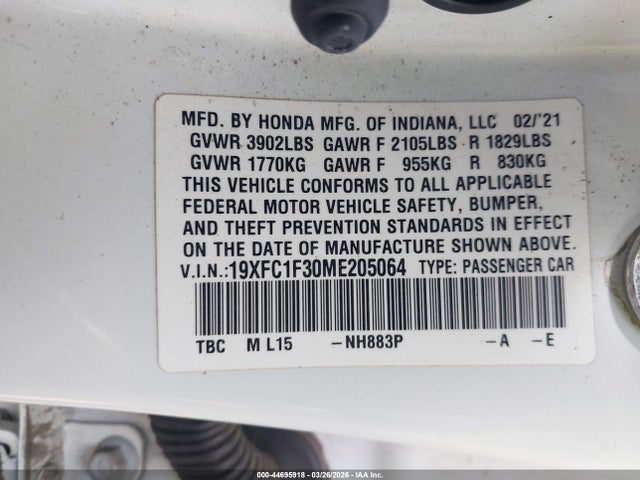 MFD. BY HONDA MFG. OF INDIANA, LLC 02/'21
GVWR 3902LBS GAWR F 2105LBS R 1829LBS
GVWR 1770KG GAWR F 955KG R 830KG
THIS VEHICLE CONFORMS TO ALL APPLICABLE
FEDERAL MOTOR VEHICLE SAFETY, BUMPER,
AND THEFT PREVENTION STANDARDS IN EFFECT
ON THE DATE OF MANUFACTURE SHOWN ABOVE.
V.I.N.:19XFC1F30ME205064 TYPE: PASSENGER CAR
TBC M L15 -NH883P -A -E
000-44695918 | 03/26/2026 | IAA Inc.